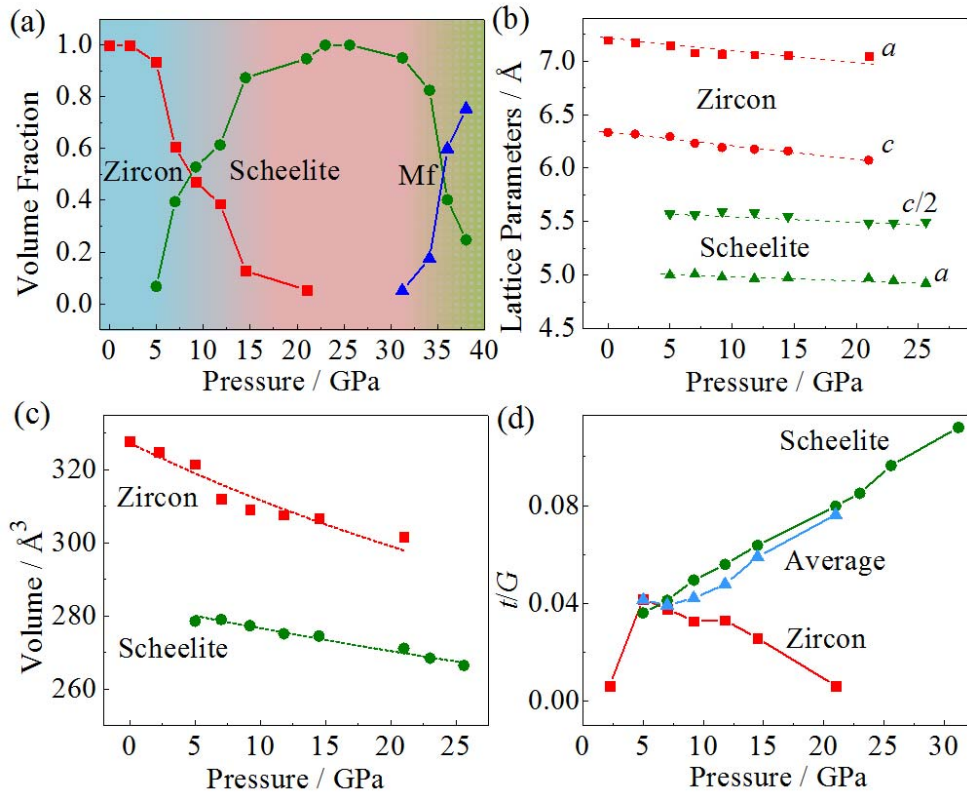 (a)
Volume Fraction
1.0
0.8
0.6
0.4
0.2
0.0
Zircon
Scheelite
Mf
0 5 10 15 20 25 30 35 40
Pressure / GPa
(b)
Lattice Parameters / Å
7.0
6.5
6.0
5.5
5.0
4.5
a
Zircon
c
c/2
Scheelite
a
0 5 10 15 20 25
Pressure / GPa
(c)
Volume / Å³
320
300
280
260
Zircon
Scheelite
0 5 10 15 20 25
Pressure / GPa
(d)
t/G
0.08
0.04
0.00
Scheelite
Average
Zircon
0 5 10 15 20 25 30
Pressure / GPa